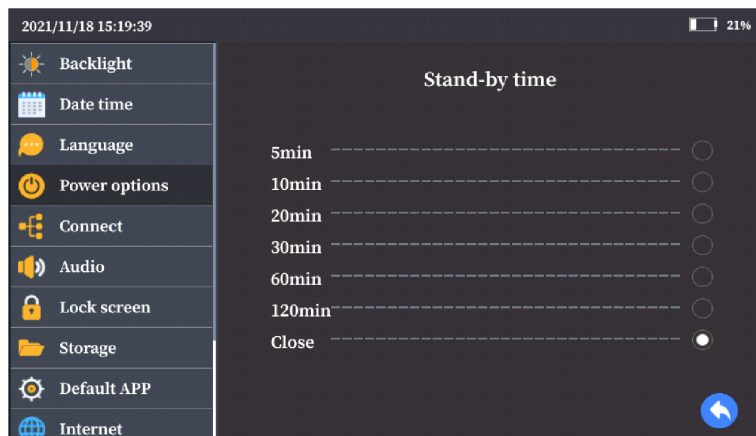 2021/11/18 15:19:39
21%
Backlight
Date time
Language
Power options
Connect
Audio
Lock screen
Storage
Default APP
Internet
Stand-by time
5min
10min
20min
30min
60min
120min
Close